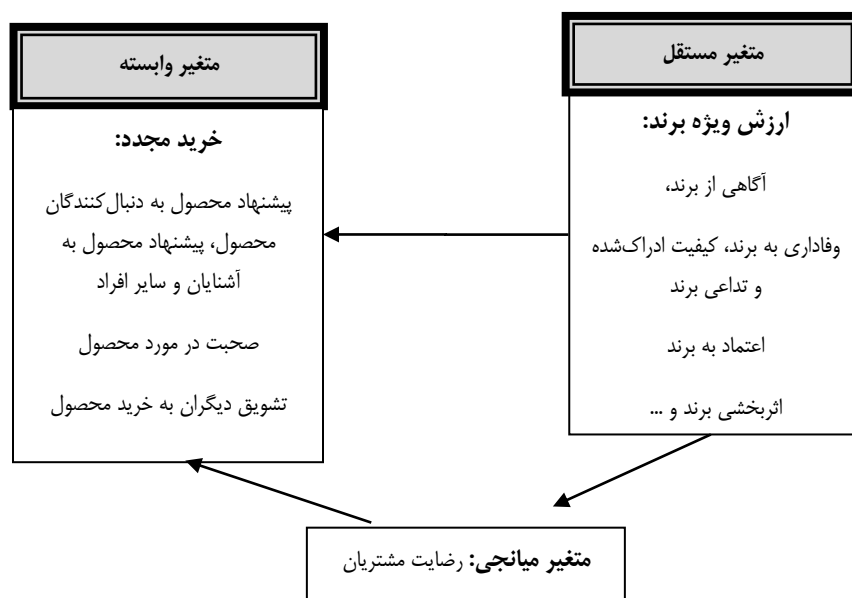 متغیر مستقل
ارزش ویژه برند:
آگاهی از برند،
وفاداری به برند، کیفیت ادراک‌شده
و تداعی برند
اعتماد به برند
اثربخشی برند و ...
متغیر وابسته
خرید مجدد:
پیشنهاد محصول به دنبال‌کنندگان
محصول، پیشنهاد محصول به
آشنایان و سایر افراد
صحبت در مورد محصول
تشویق دیگران به خرید محصول
متغیر میانجی: رضایت مشتریان